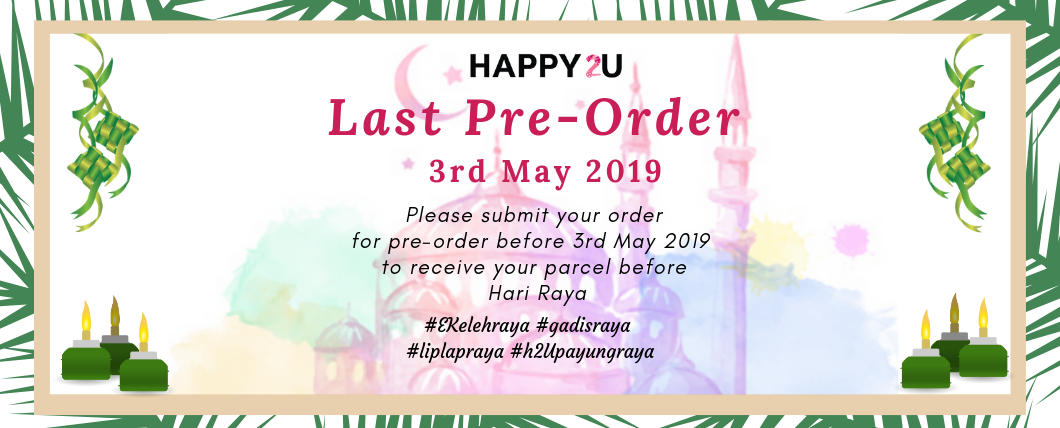 HAPPY2U
Last Pre-Order
3rd May 2019
Please submit your order
for pre-order before 3rd May 2019
to receive your parcel before
Hari Raya
#EKelehraya #gadisraya
#liplapraya #h2Upayungraya